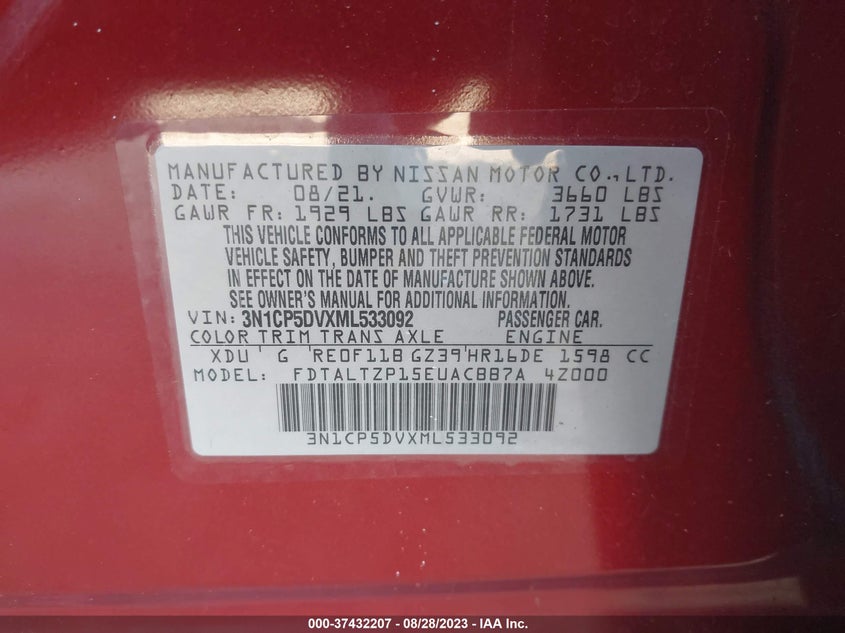 MANUFACTURED BY NISSAN MOTOR CO., LTD.
DATE: 08/21. GVWR: 3660 LBS
GAWR FR: 1929 LBS GAWR RR: 1731 LBS
THIS VEHICLE CONFORMS TO ALL APPLICABLE FEDERAL MOTOR
VEHICLE SAFETY, BUMPER AND THEFT PREVENTION STANDARDS
IN EFFECT ON THE DATE OF MANUFACTURE SHOWN ABOVE.
SEE OWNER'S MANUAL FOR ADDITIONAL INFORMATION.
VIN: 3N1CP5DVXML533092 PASSENGER CAR.
COLOR TRIM TRANS AXLE ENGINE
XDU G RE0F11B GZ39 HR16DE 1598 CC
MODEL: FDTALTZP15EUACBB7A 4Z000
3N1CP5DVXML533092
000-37432207 - 08/28/2023 - IAA Inc.